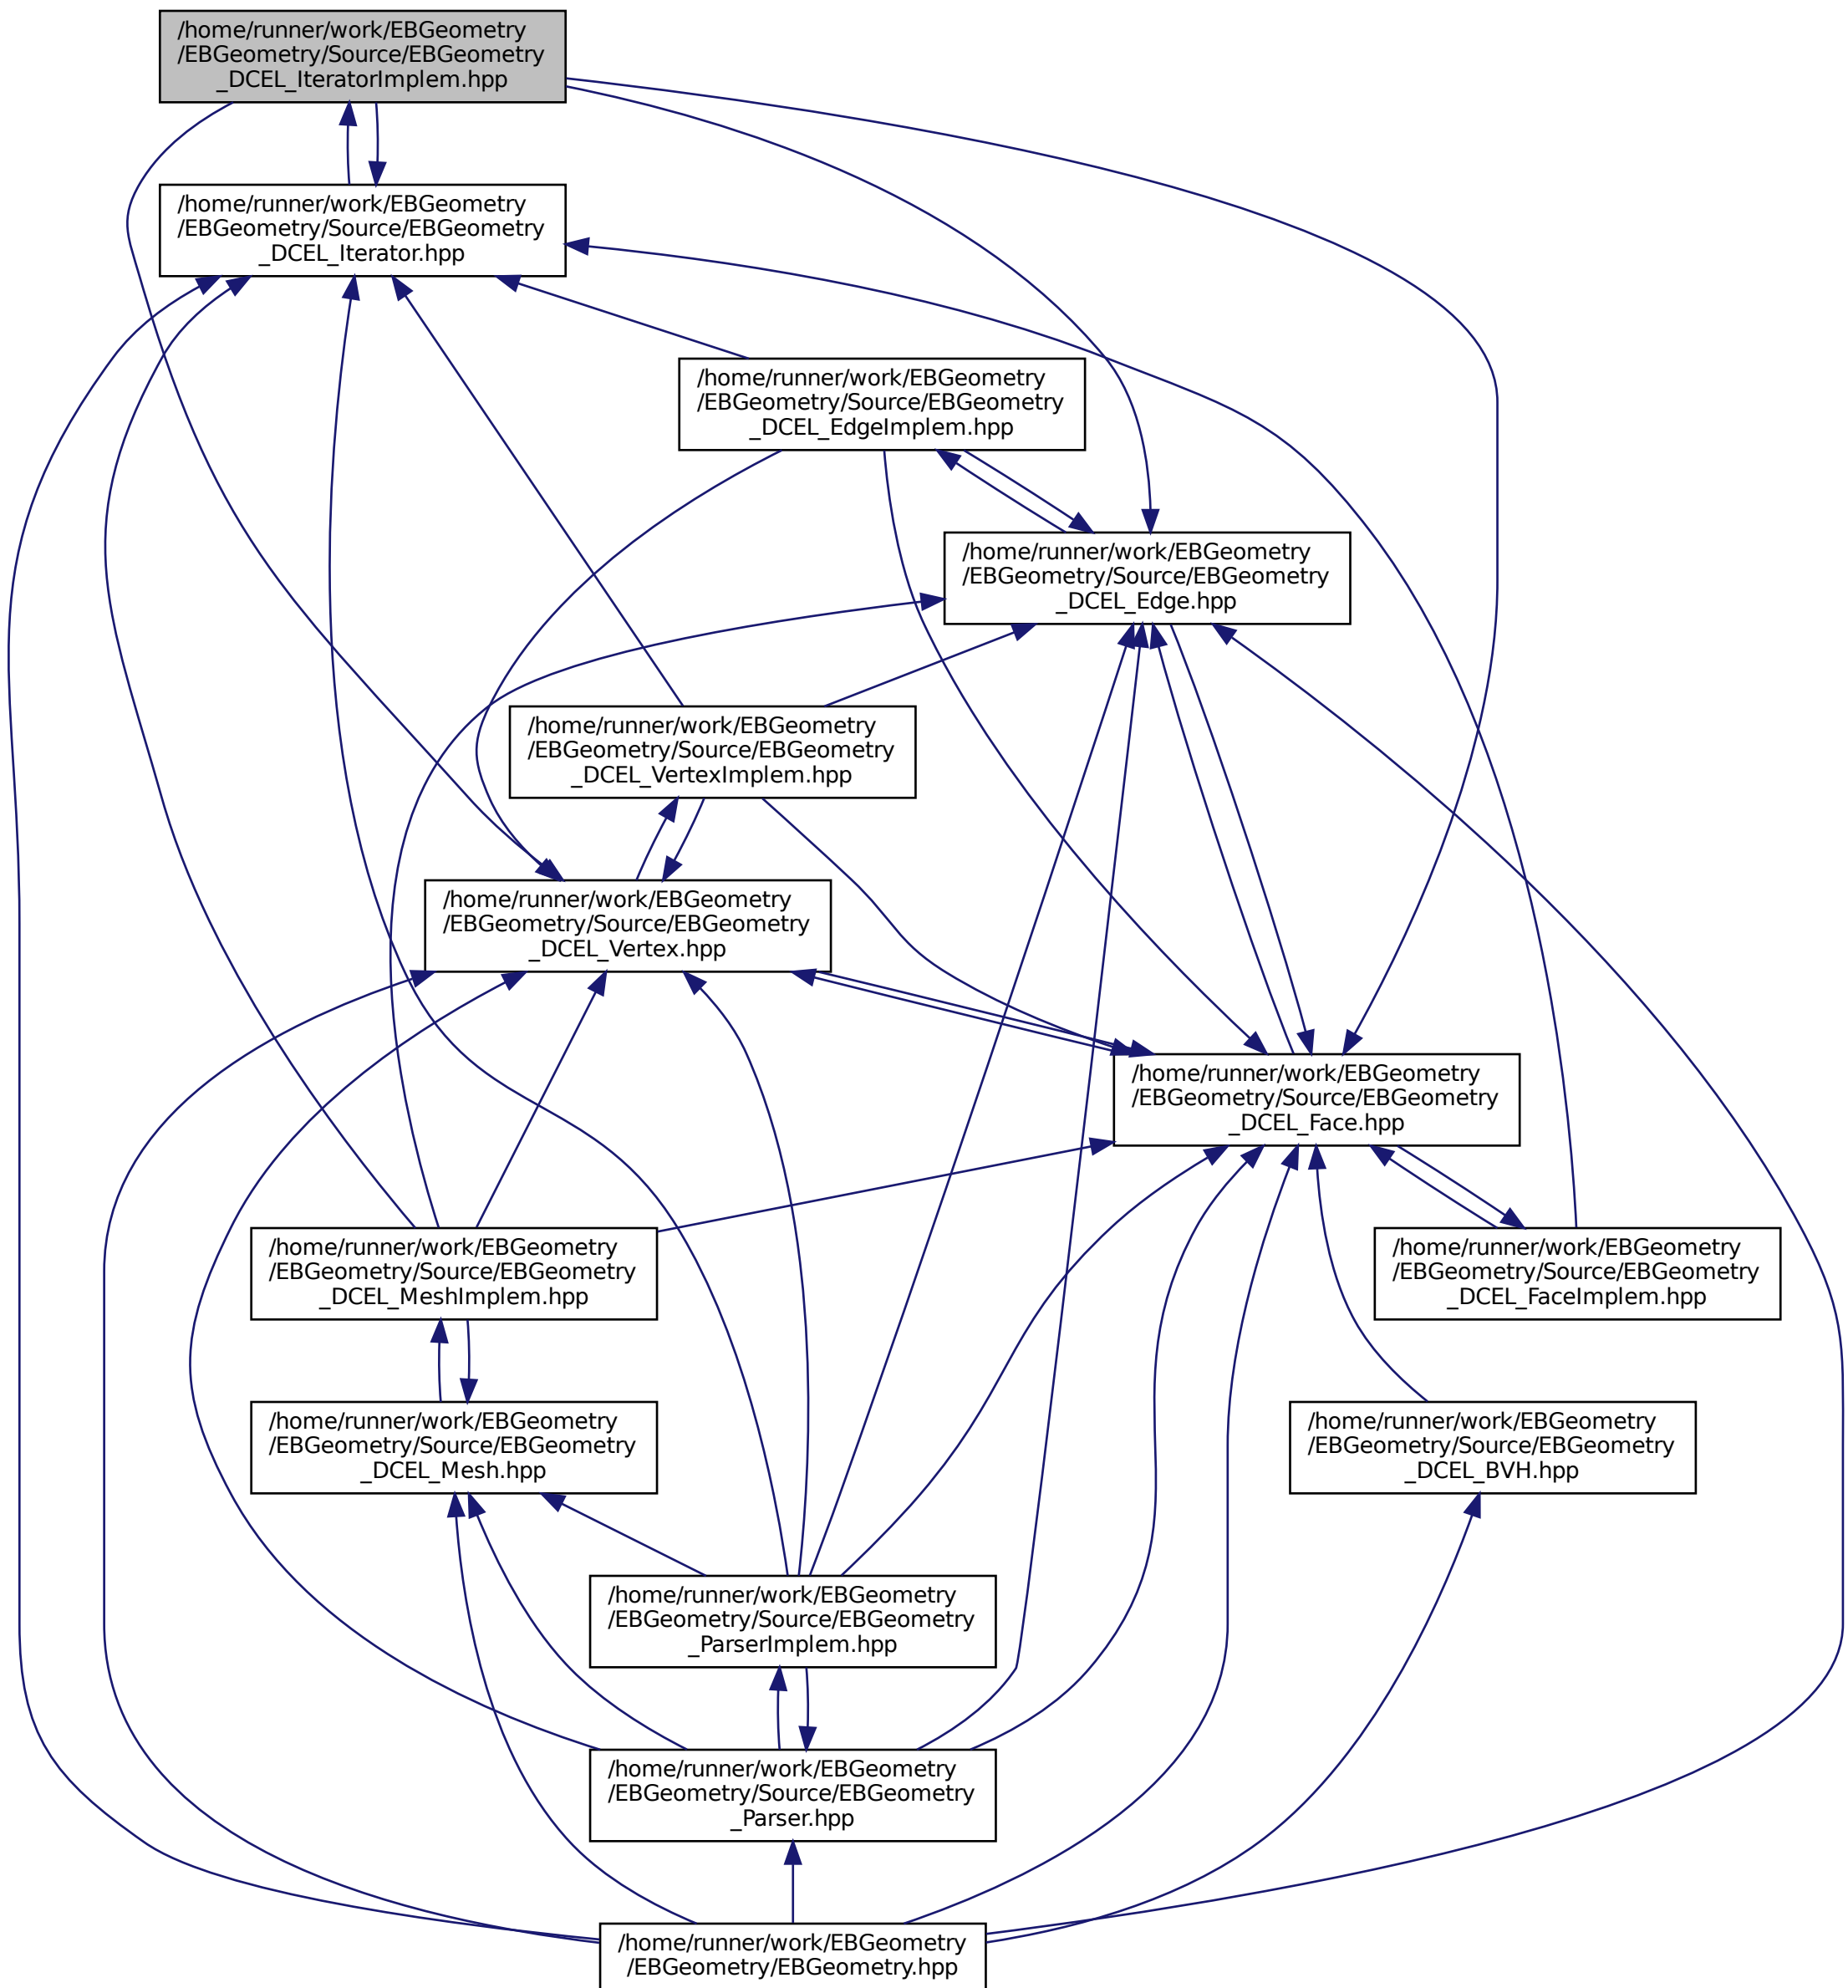 /home/runner/work/EBGeometry
/EBGeometry/Source/EBGeometry
_DCEL_IteratorImplem.hpp
/home/runner/work/EBGeometry
/EBGeometry/Source/EBGeometry
_DCEL_Iterator.hpp
/home/runner/work/EBGeometry
/EBGeometry/Source/EBGeometry
_DCEL_EdgeImplem.hpp
/home/runner/work/EBGeometry
/EBGeometry/Source/EBGeometry
_DCEL_Edge.hpp
/home/runner/work/EBGeometry
/EBGeometry/Source/EBGeometry
_DCEL_VertexImplem.hpp
/home/runner/work/EBGeometry
/EBGeometry/Source/EBGeometry
_DCEL_Vertex.hpp
/home/runner/work/EBGeometry
/EBGeometry/Source/EBGeometry
_DCEL_Face.hpp
/home/runner/work/EBGeometry
/EBGeometry/Source/EBGeometry
_DCEL_MeshImplem.hpp
/home/runner/work/EBGeometry
/EBGeometry/Source/EBGeometry
_DCEL_FaceImplem.hpp
/home/runner/work/EBGeometry
/EBGeometry/Source/EBGeometry
_DCEL_Mesh.hpp
/home/runner/work/EBGeometry
/EBGeometry/Source/EBGeometry
_DCEL_BVH.hpp
/home/runner/work/EBGeometry
/EBGeometry/Source/EBGeometry
_ParserImplem.hpp
/home/runner/work/EBGeometry
/EBGeometry/Source/EBGeometry
_Parser.hpp
/home/runner/work/EBGeometry
/EBGeometry/EBGeometry.hpp